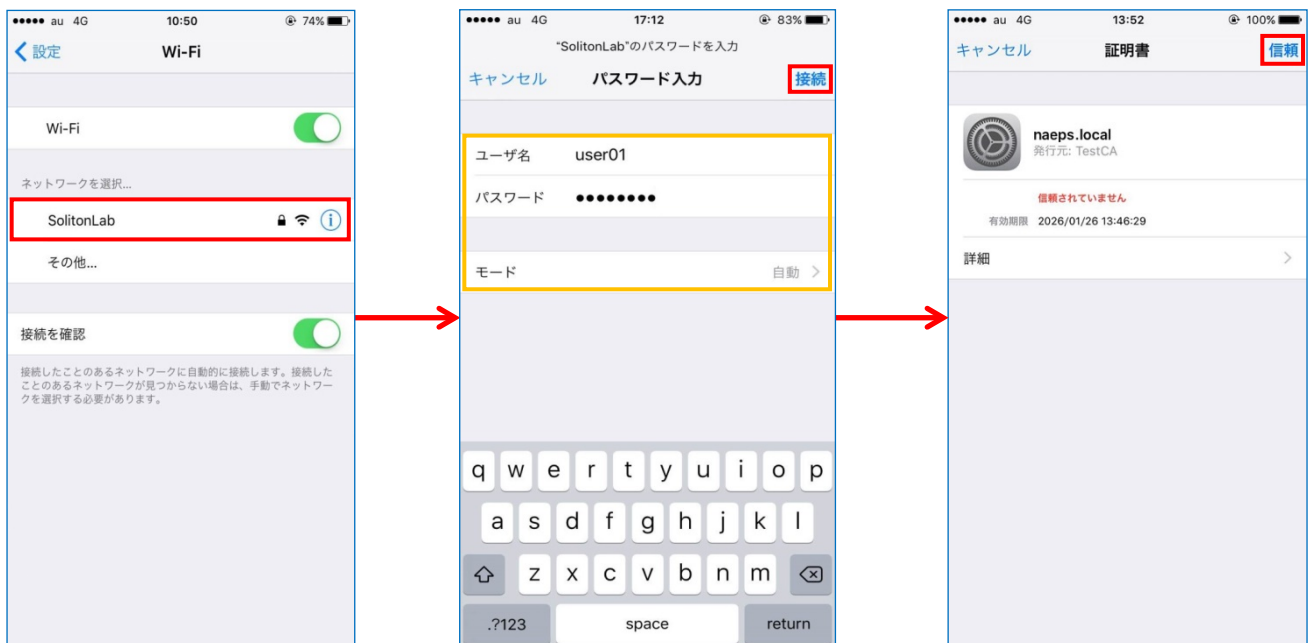 au 4G 10:50 74%
設定 Wi-Fi
Wi-Fi
ネットワークを選択...
SolitonLab
その他...
接続を確認
接続したことのあるネットワークに自動的に接続します。接続した
ことのあるネットワークが見つからない場合は、手動でネットワー
クを選択する必要があります。
au 4G 17:12 83%
"SolitonLab"のパスワードを入力
キャンセル パスワード入力 接続
ユーザ名 user01
パスワード ●●●●●●●●
モード 自動
q w e r t y u i o p
a s d f g h j k l
z x c v b n m
.?123 space return
au 4G 13:52 100%
キャンセル 証明書 信頼
naeps.local
発行元: TestCA
信頼されていません
有効期限 2026/01/26 13:46:29
詳細